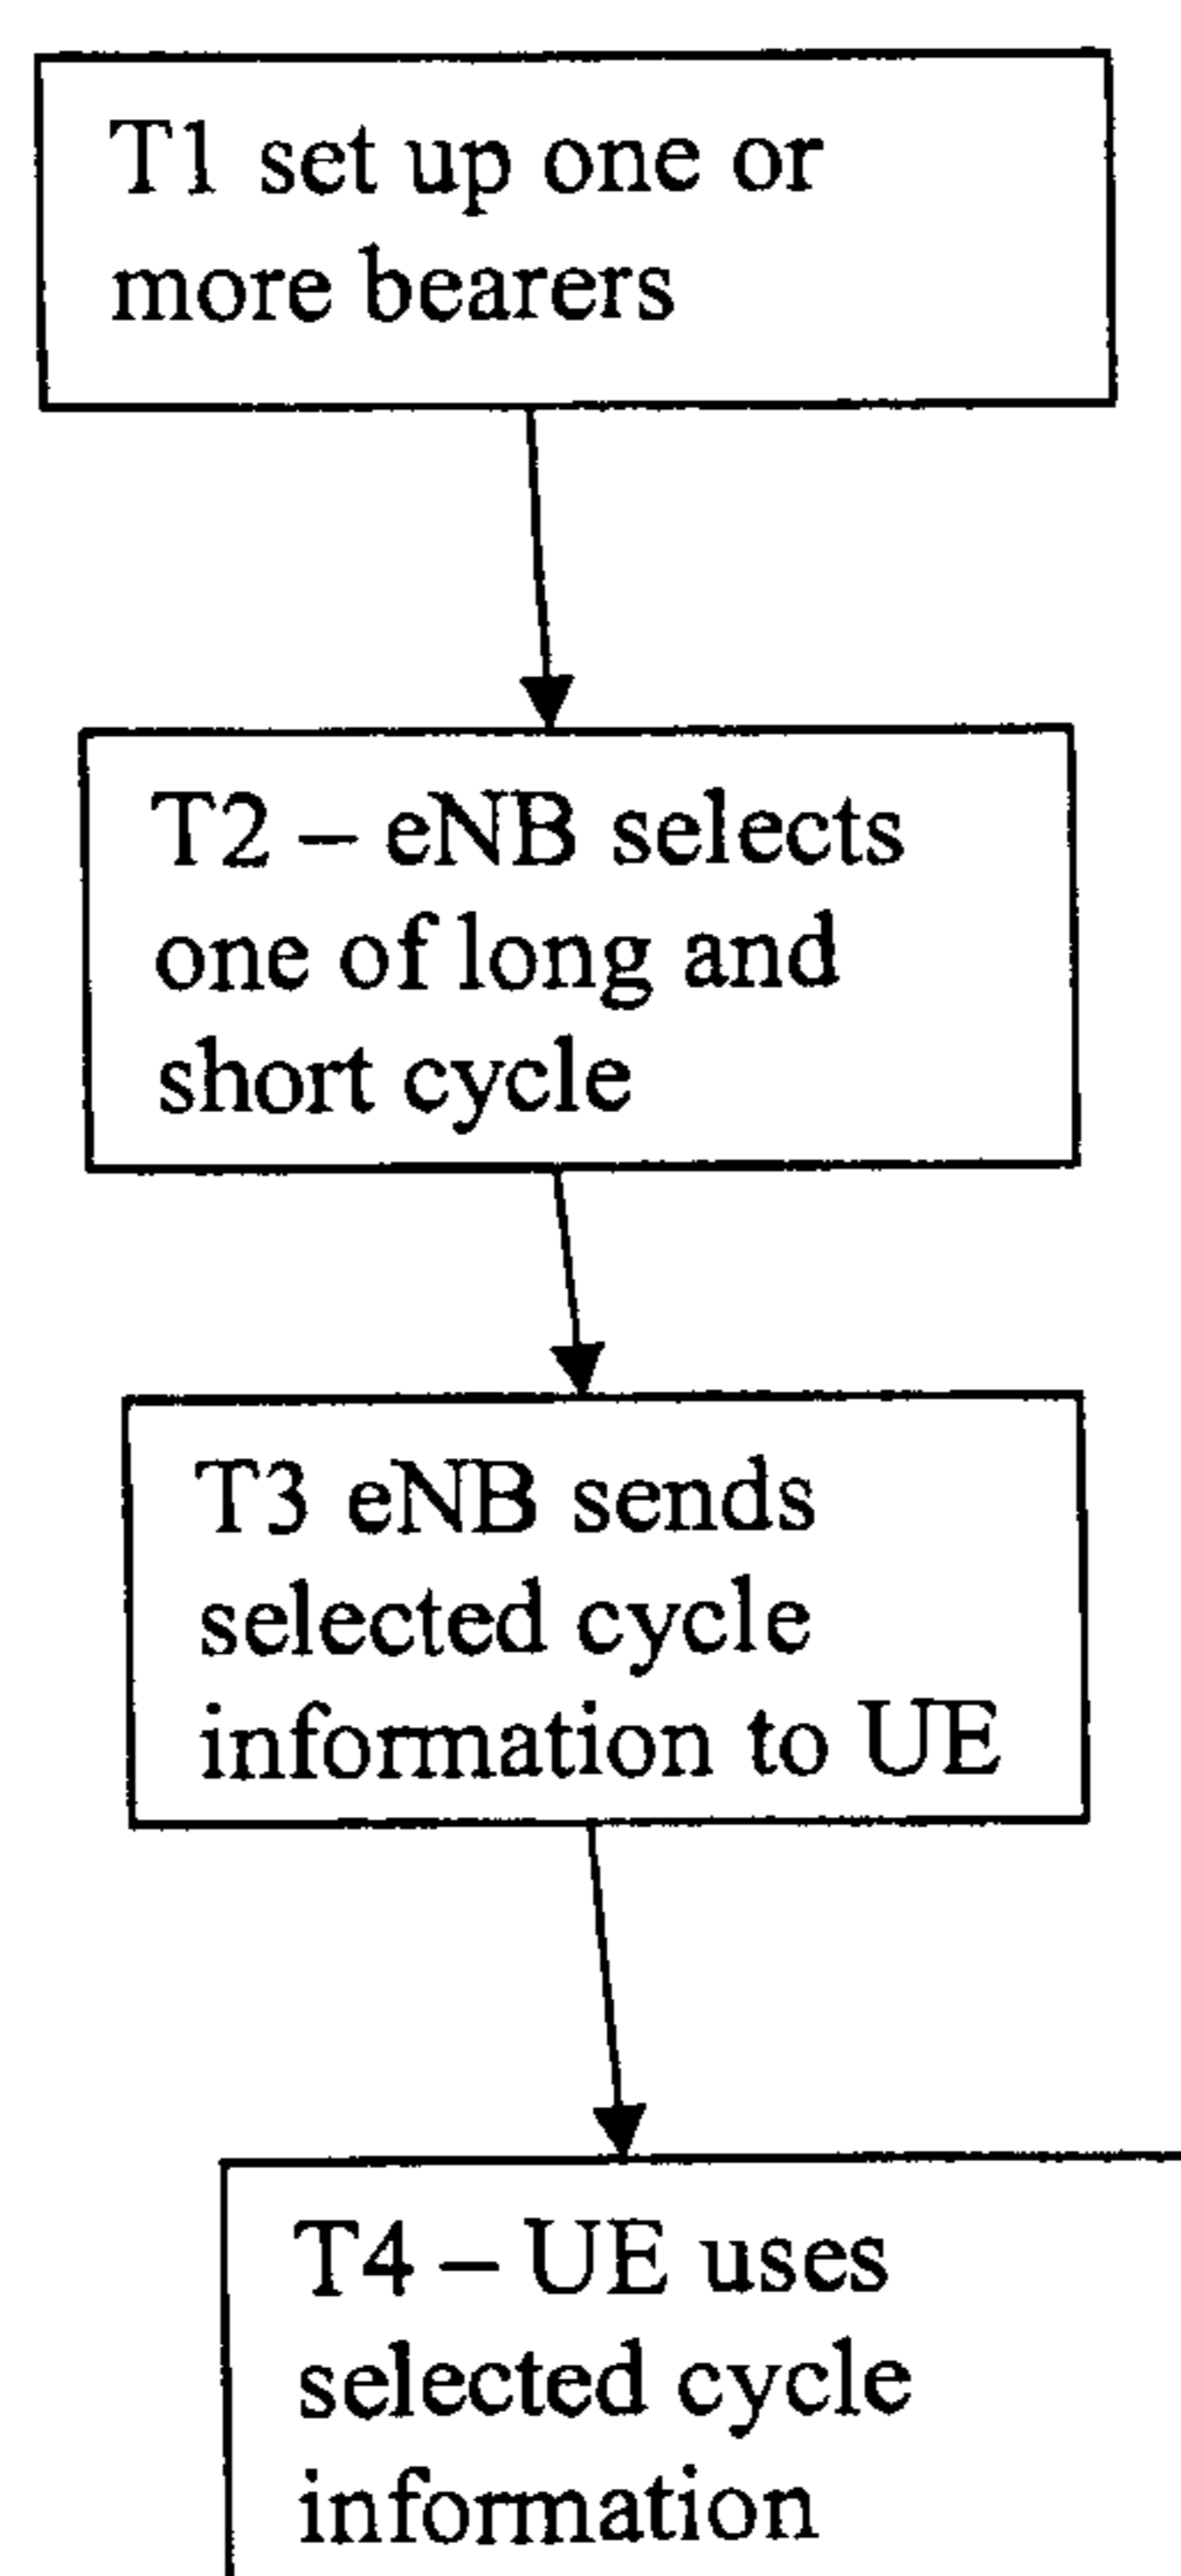 T1 set up one or
more bearers
T2 – eNB selects
one of long and
short cycle
T3 eNB sends
selected cycle
information to UE
T4 – UE uses
selected cycle
information